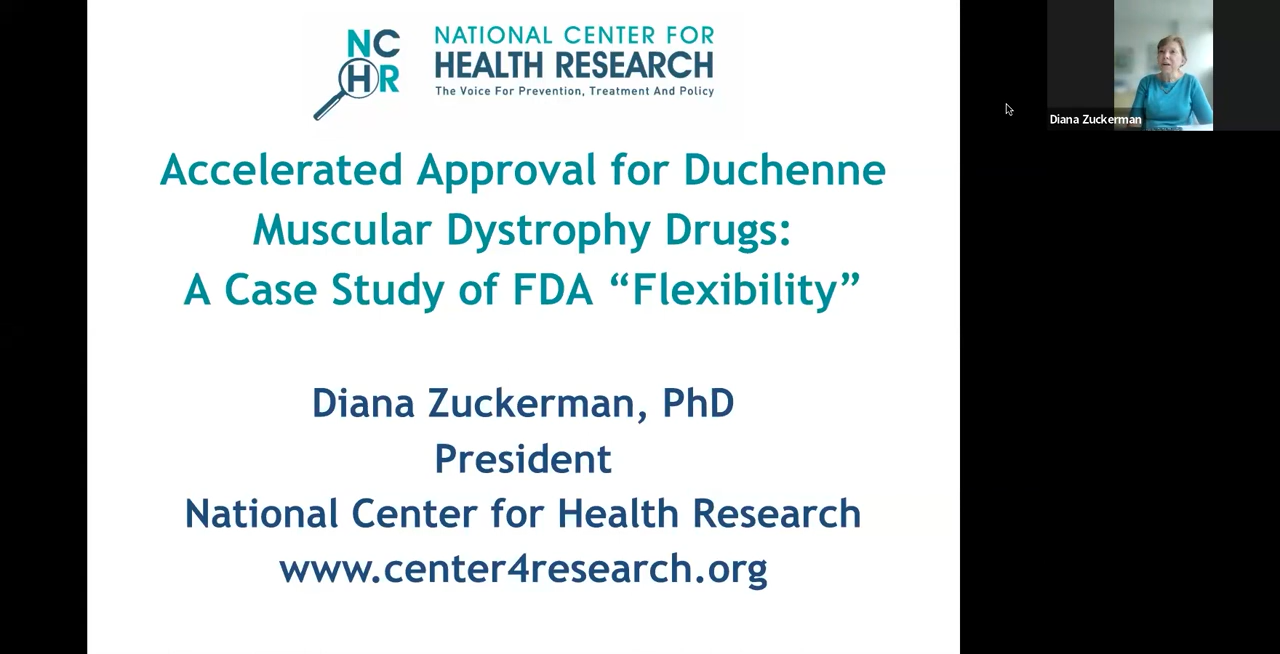 NC
HR
NATIONAL CENTER FOR
HEALTH RESEARCH
The Voice For Prevention, Treatment And Policy
Accelerated Approval for Duchenne
Muscular Dystrophy Drugs:
A Case Study of FDA “Flexibility”
Diana Zuckerman, PhD
President
National Center for Health Research
www.center4research.org
Diana Zuckerman